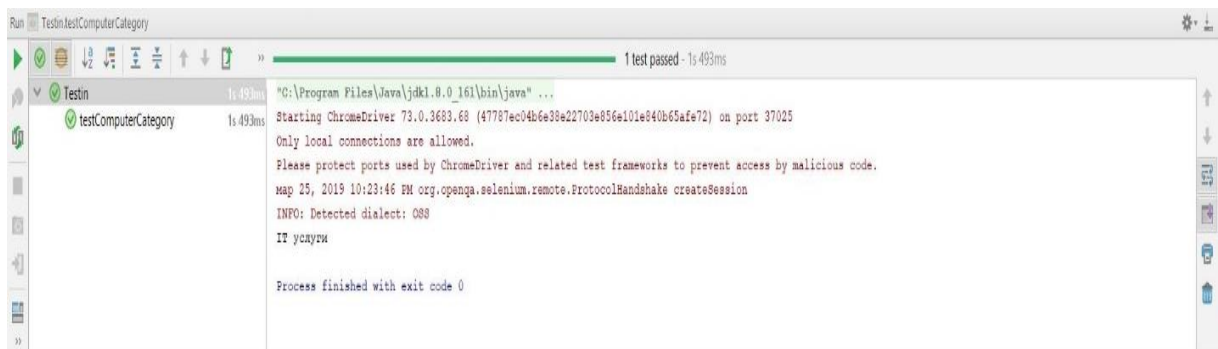 Run Testin.testComputerCategory
1 test passed - 1s 493ms
Testin 1s 493ms
testComputerCategory 1s 493ms
"C:\Program Files\Java\jdk1.8.0_161\bin\java" ...
Starting ChromeDriver 73.0.3683.68 (47787ec04b6e38e22703e856e101e840b65afe72) on port 37025
Only local connections are allowed.
Please protect ports used by ChromeDriver and related test frameworks to prevent access by malicious code.
мар 25, 2019 10:23:46 PM org.openqa.selenium.remote.ProtocolHandshake createSession
INFO: Detected dialect: OSS
IT услуги
Process finished with exit code 0